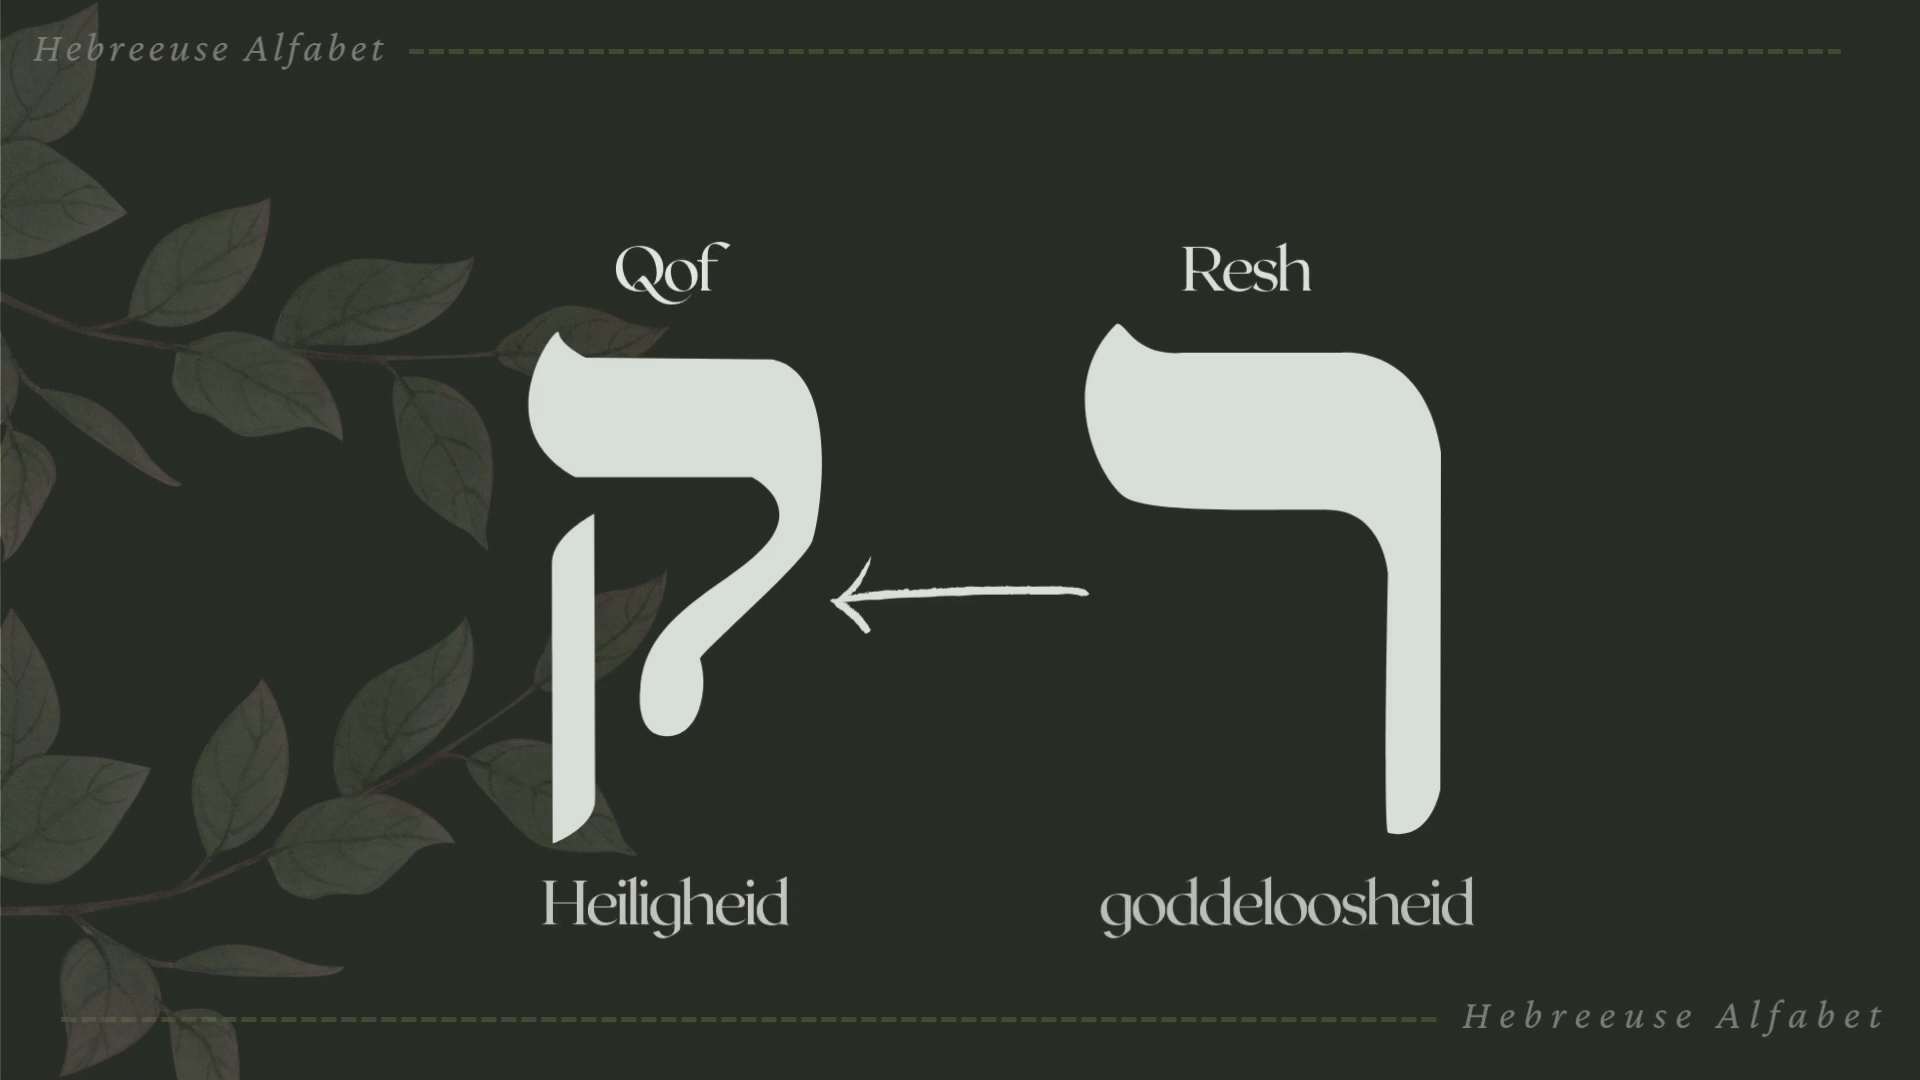 Hebreeuse Alfabet
Qof
Resh
ק
ר
Heiligheid
goddeloosheid
Hebreeuse Alfabet